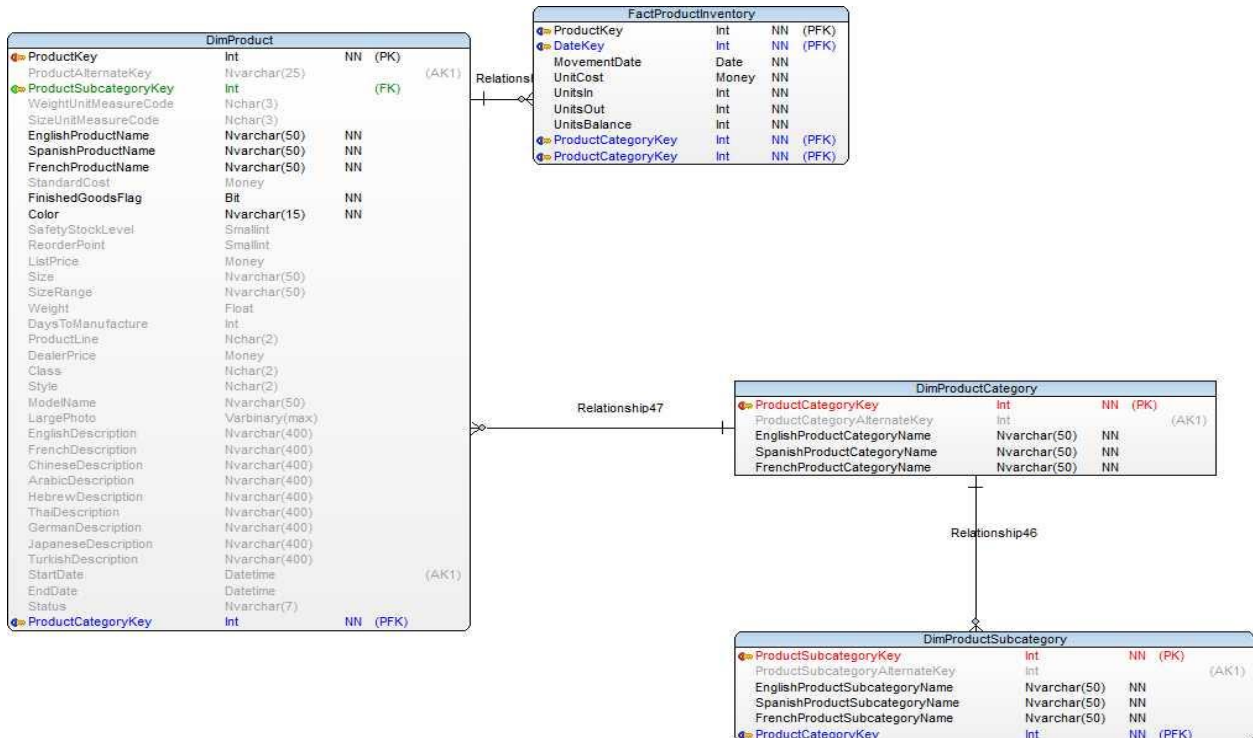 DimProduct
ProductKey Int NN (PK)
ProductAlternateKey Nvarchar(25) (AK1)
ProductSubcategoryKey Int (FK)
WeightUnitMeasureCode Nchar(3)
SizeUnitMeasureCode Nchar(3)
EnglishProductName Nvarchar(50) NN
SpanishProductName Nvarchar(50) NN
FrenchProductName Nvarchar(50) NN
StandardCost Money
FinishedGoodsFlag Bit NN
Color Nvarchar(15) NN
SafetyStockLevel Smallint
ReorderPoint Smallint
ListPrice Money
Size Nvarchar(50)
SizeRange Nvarchar(50)
Weight Float
DaysToManufacture Int
ProductLine Nchar(2)
DealerPrice Money
Class Nchar(2)
Style Nchar(2)
ModelName Nvarchar(50)
LargePhoto Varbinary(max)
EnglishDescription Nvarchar(400)
FrenchDescription Nvarchar(400)
ChineseDescription Nvarchar(400)
ArabicDescription Nvarchar(400)
HebrewDescription Nvarchar(400)
ThaiDescription Nvarchar(400)
GermanDescription Nvarchar(400)
JapaneseDescription Nvarchar(400)
TurkishDescription Nvarchar(400)
StartDate Datetime (AK1)
EndDate Datetime
Status Nvarchar(7)
ProductCategoryKey Int NN (PFK)
Relationsh
FactProductInventory
ProductKey Int NN (PFK)
DateKey Int NN (PFK)
MovementDate Date NN
UnitCost Money NN
UnitsIn Int NN
UnitsOut Int NN
UnitsBalance Int NN
ProductCategoryKey Int NN (PFK)
ProductCategoryKey Int NN (PFK)
Relationship47
DimProductCategory
ProductCategoryKey Int NN (PK)
ProductCategoryAlternateKey Int (AK1)
EnglishProductCategoryName Nvarchar(50) NN
SpanishProductCategoryName Nvarchar(50) NN
FrenchProductCategoryName Nvarchar(50) NN
Relationship46
DimProductSubcategory
ProductSubcategoryKey Int NN (PK)
ProductSubcategoryAlternateKey Int (AK1)
EnglishProductSubcategoryName Nvarchar(50) NN
SpanishProductSubcategoryName Nvarchar(50) NN
FrenchProductSubcategoryName Nvarchar(50) NN
ProductCategoryKey Int NN (PFK)